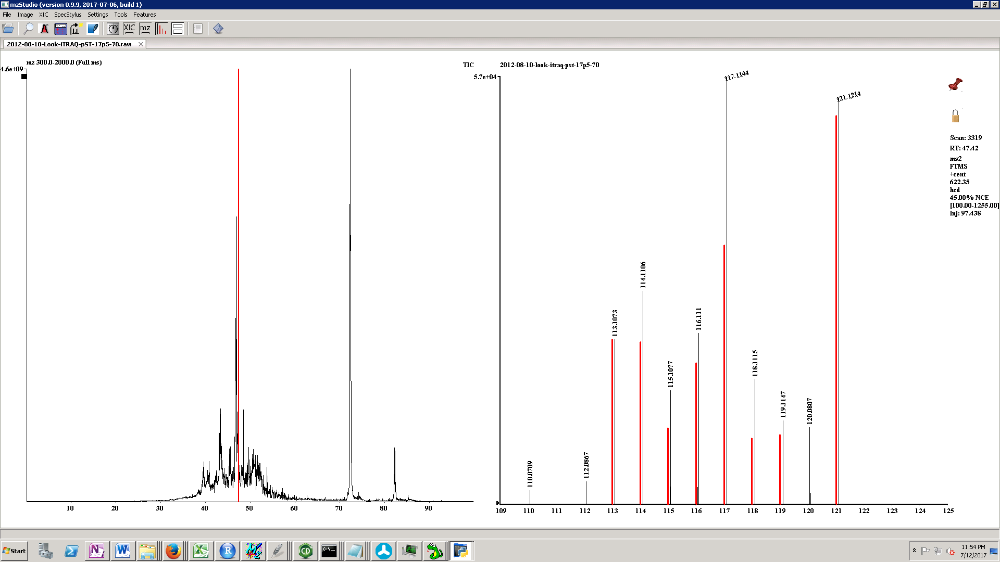 mzStudio (version 0.9.9, 2017-07-06, build 1)
File Image XIC SpecStylus Settings Tools Features
XIC mz
2012-08-10-Look-iTRAQ-pST-17p5-70.raw
mz 300.0-2000.0 (Full ms)
4.6e+09
TIC
10 20 30 40 50 60 70 80 90
2012-08-10-look-itraq-pst-17p5-70
5.7e+04
117.1144
121.1214
114.1106
113.1073
116.111
118.1115
115.1077
119.1147
120.0807
112.0867
110.0709
109 110 111 112 113 114 115 116 117 118 119 120 121 122 123 124 125
Scan: 3319
RT: 47.42
ms2
FTMS
+cent
622.35
hcd
45.00% NCE
[100.00-1255.00]
Inj: 97.438
Start
N W X R CD C:\
11:54 PM
7/12/2017